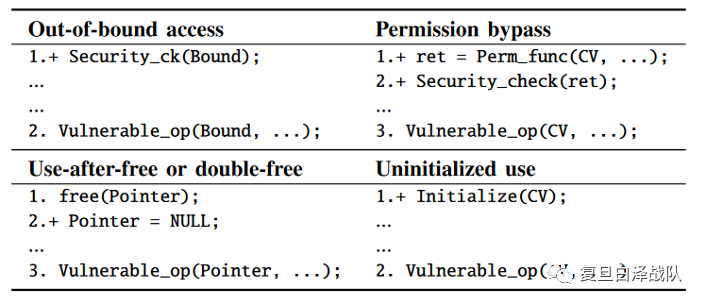 Out-of-bound access
1.+ Security_ck(Bound);
...
...
2. Vulnerable_op(Bound, ...);
Permission bypass
1.+ ret = Perm_func(CV, ...);
2.+ Security_check(ret);
...
3. Vulnerable_op(CV, ...);
Use-after-free or double-free
1. free(Pointer);
2.+ Pointer = NULL;
...
3. Vulnerable_op(Pointer, ...);
Uninitialized use
1.+ Initialize(CV);
...
...
2. Vulnerable_op(
复旦白泽战队